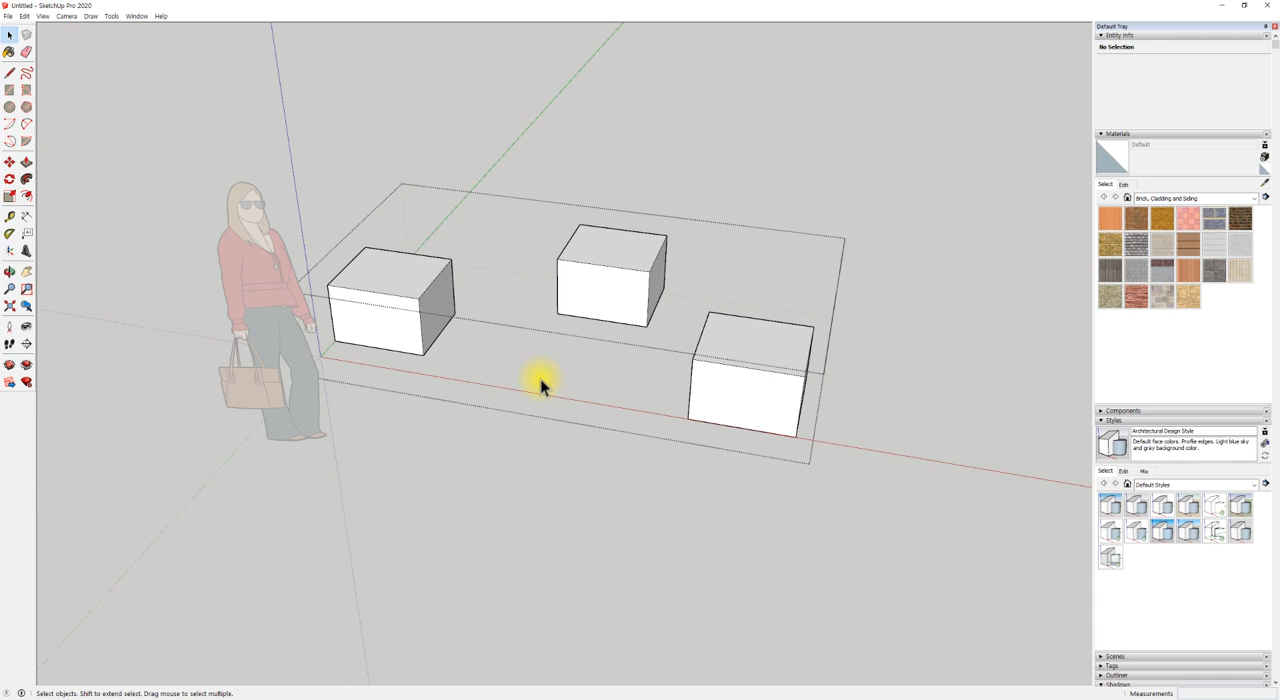 Untitled - SketchUp Pro 2020
File Edit View Camera Draw Tools Window Help
Default Tray
Entity Info
No Selection
Materials
Default
Select Edit
Brick, Cladding and Siding
Components
Styles
Architectural Design Style
Default face colors. Profile edges. Light blue sky
and gray background color.
Select Edit Mix
Default Styles
Scenes
Tags
Outliner
Shadows
Select objects. Shift to extend select. Drag mouse to select multiple.
Measurements